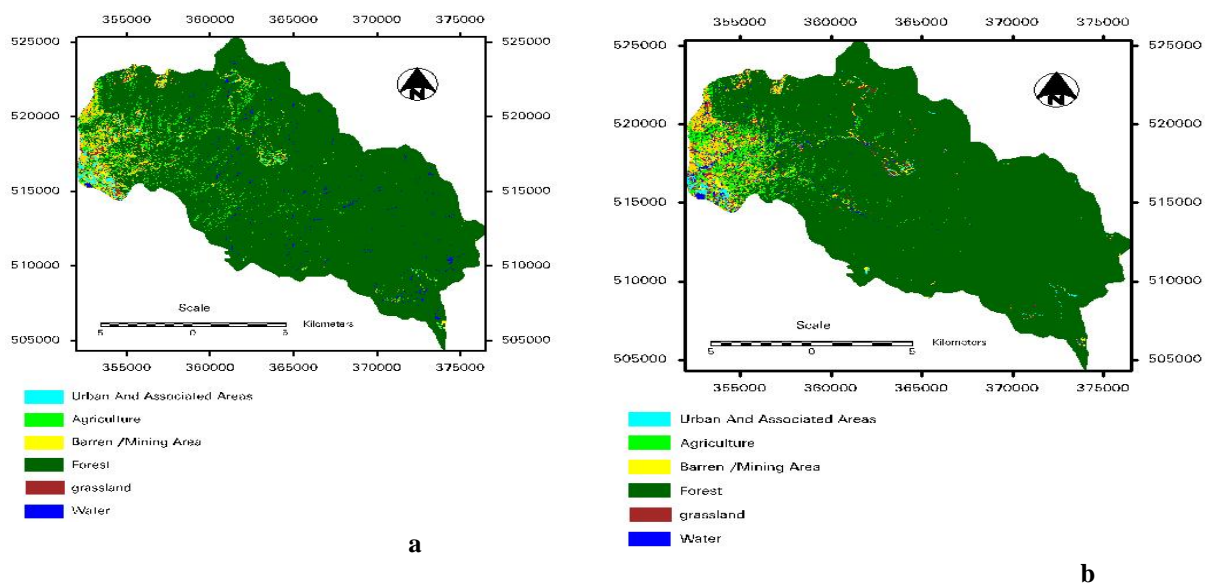 355000 360000 365000 370000 375000
525000 525000
520000 520000
515000 515000
510000 510000
505000 505000
N
Scale
5 0 5 Kilometers
355000 360000 365000 370000 375000
Urban And Associated Areas
Agriculture
Barren /Mining Area
Forest
grassland
Water
a
355000 360000 365000 370000 375000
525000 525000
520000 520000
515000 515000
510000 510000
505000 505000
N
Scale
5 0 5 Kilometers
355000 360000 365000 370000 375000
Urban And Associated Areas
Agriculture
Barren /Mining Area
Forest
grassland
Water
b